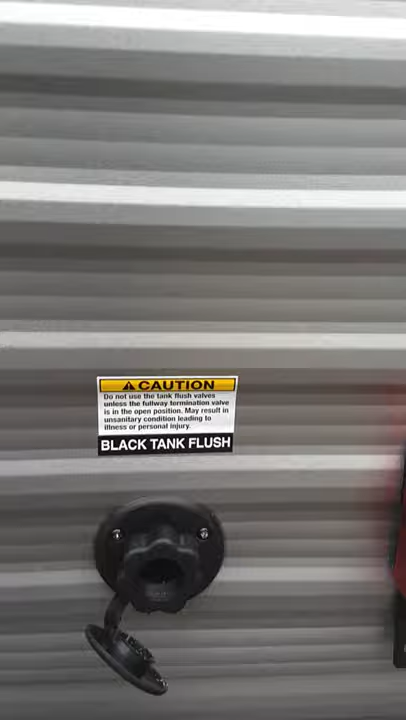 CAUTION
Do not use the tank flush valves
unless the fullway termination valve
is in the open position. May result in
unsanitary condition leading to
illness or personal injury.
BLACK TANK FLUSH